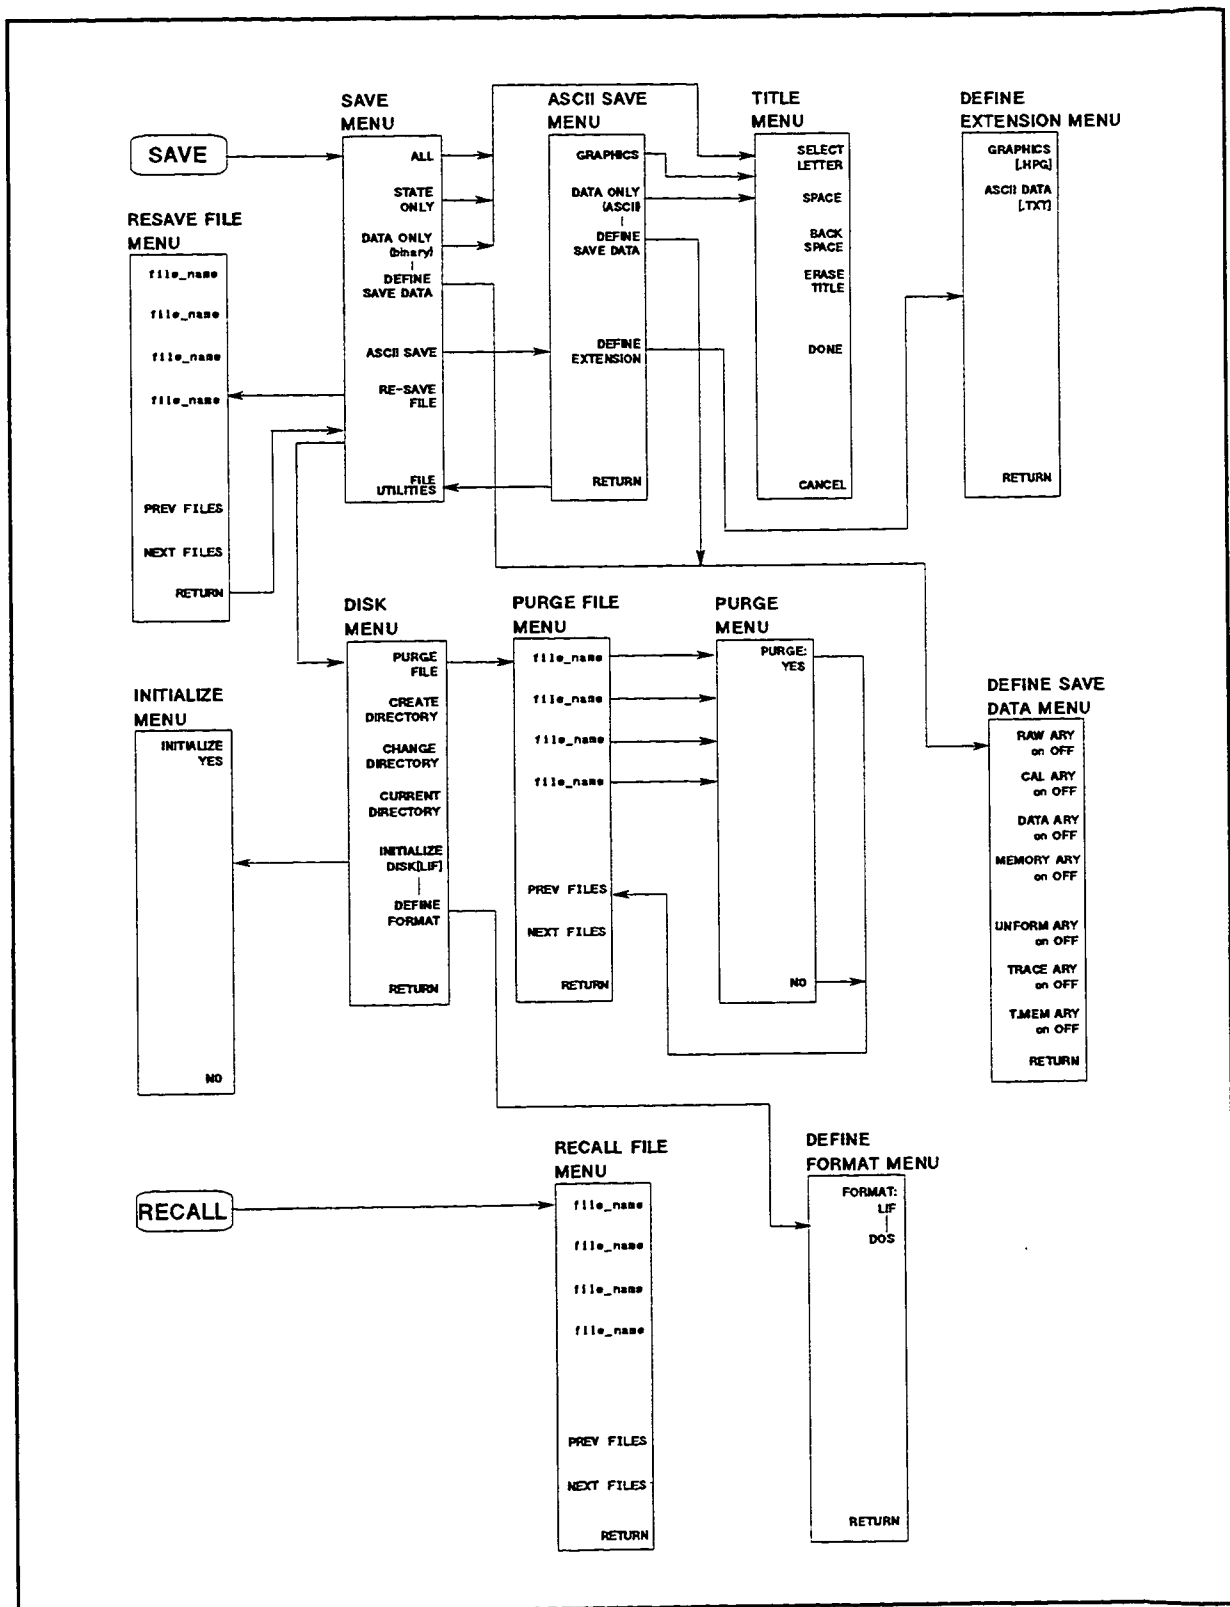 SAVE
SAVE
MENU
ALL
STATE
ONLY
DATA ONLY
(binary)
DEFINE
SAVE DATA
ASCII SAVE
RE-SAVE
FILE
FILE
UTILITIES
ASCII SAVE
MENU
GRAPHICS
DATA ONLY
(ASCII)
DEFINE
SAVE DATA
DEFINE
EXTENSION
RETURN
TITLE
MENU
SELECT
LETTER
SPACE
BACK
SPACE
ERASE
TITLE
DONE
CANCEL
DEFINE
EXTENSION MENU
GRAPHICS
[.HPG]
ASCII DATA
[.TXT]
RETURN
RESAVE FILE
MENU
file_name
file_name
file_name
file_name
PREV FILES
NEXT FILES
RETURN
DISK
MENU
PURGE
FILE
CREATE
DIRECTORY
CHANGE
DIRECTORY
CURRENT
DIRECTORY
INITIALIZE
DISK[LIF]
DEFINE
FORMAT
RETURN
PURGE FILE
MENU
file_name
file_name
file_name
file_name
PREV FILES
NEXT FILES
RETURN
PURGE
MENU
PURGE:
YES
NO
INITIALIZE
MENU
INITIALIZE
YES
NO
DEFINE SAVE
DATA MENU
RAW ARY
on OFF
CAL ARY
on OFF
DATA ARY
on OFF
MEMORY ARY
on OFF
UNFORM ARY
on OFF
TRACE ARY
on OFF
T.MEM ARY
on OFF
RETURN
RECALL
RECALL FILE
MENU
file_name
file_name
file_name
file_name
PREV FILES
NEXT FILES
RETURN
DEFINE
FORMAT MENU
FORMAT:
LIF
DOS
RETURN